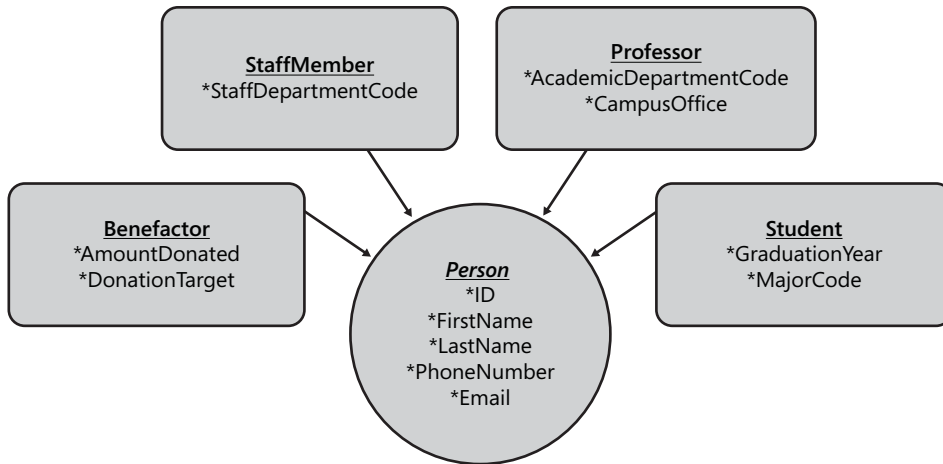 StaffMember
*StaffDepartmentCode
Professor
*AcademicDepartmentCode
*CampusOffice
Benefactor
*AmountDonated
*DonationTarget
Person
*ID
*FirstName
*LastName
*PhoneNumber
*Email
Student
*GraduationYear
*MajorCode